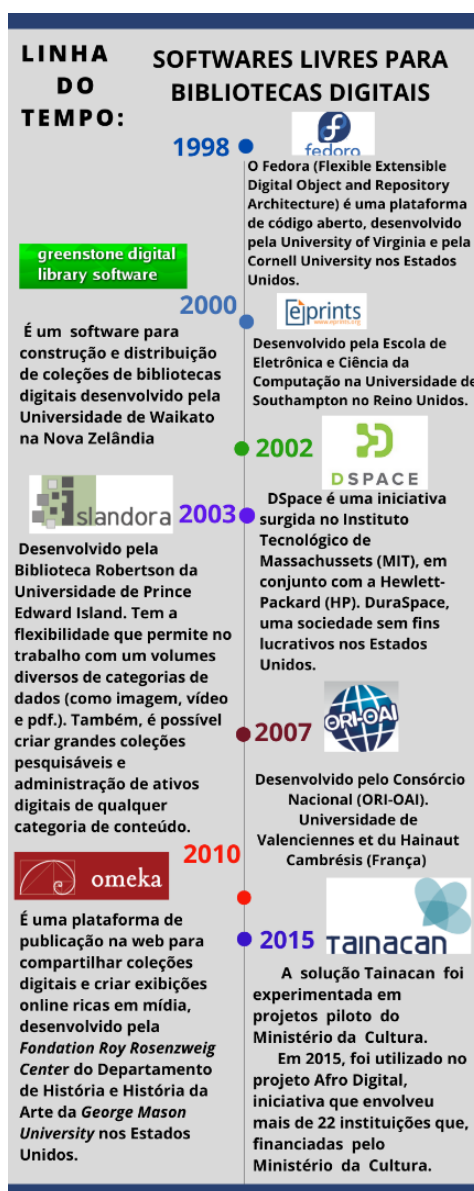 LINHA
DO
TEMPO:
SOFTWARES LIVRES PARA
BIBLIOTECAS DIGITAIS
1998
fedora
O Fedora (Flexible Extensible
Digital Object and Repository
Architecture) é uma plataforma
de código aberto, desenvolvido
pela University of Virginia e pela
Cornell University nos Estados
Unidos.
greenstone digital
library software
2000
É um software para
construção e distribuição
de coleções de bibliotecas
digitais desenvolvido pela
Universidade de Waikato
na Nova Zelândia
eprints
www.eprints.org
Desenvolvido pela Escola de
Eletrônica e Ciência da
Computação na Universidade de
Southampton no Reino Unidos.
2002
DSPACE
DSpace é uma iniciativa
surgida no Instituto
Tecnológico de
Massachussets (MIT), em
conjunto com a Hewlett-
Packard (HP). DuraSpace,
uma sociedade sem fins
lucrativos nos Estados
Unidos.
islandora
2003
Desenvolvido pela
Biblioteca Robertson da
Universidade de Prince
Edward Island. Tem a
flexibilidade que permite no
trabalho com um volumes
diversos de categorias de
dados (como imagem, vídeo
e pdf.). Também, é possível
criar grandes coleções
pesquisáveis e
administração de ativos
digitais de qualquer
categoria de conteúdo.
2007
ORI-OAI
Desenvolvido pelo Consórcio
Nacional (ORI-OAI).
Universidade de
Valenciennes et du Hainaut
Cambrésis (França)
2010
omeka
É uma plataforma de
publicação na web para
compartilhar coleções
digitais e criar exibições
online ricas em mídia,
desenvolvido pela
Fondation Roy Rosenzweig
Center do Departamento
de História e História da
Arte da George Mason
University nos Estados
Unidos.
2015
TAINACAN
A solução Tainacan foi
experimentada em
projetos piloto do
Ministério da Cultura.
Em 2015, foi utilizado no
projeto Afro Digital,
iniciativa que envolveu
mais de 22 instituições que,
financiadas pelo
Ministério da Cultura.